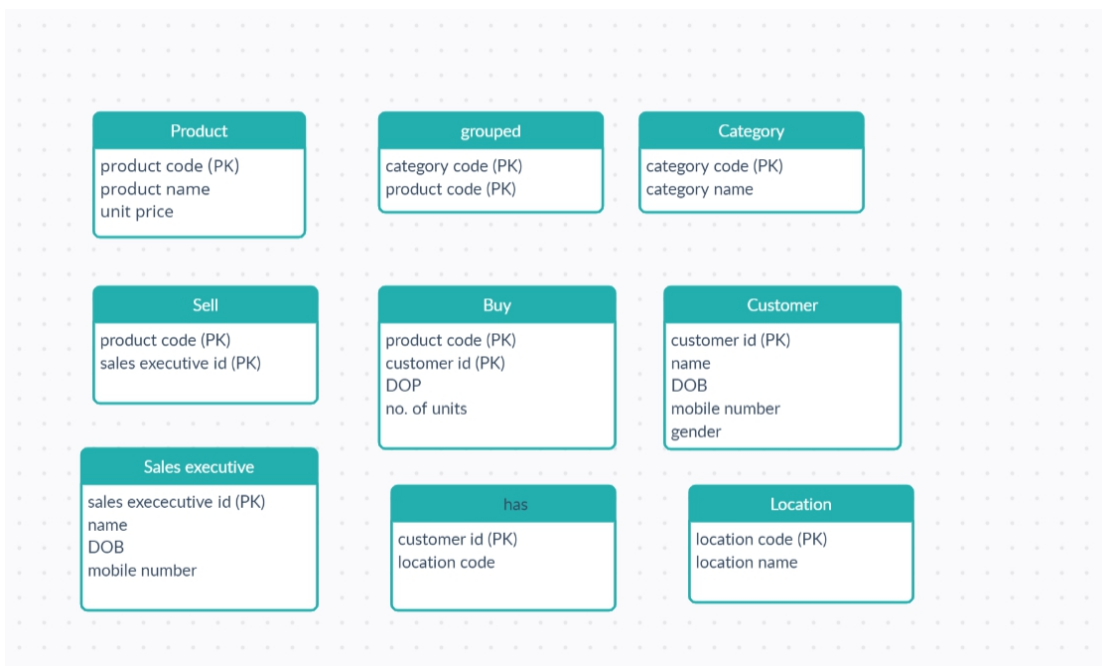 Product
product code (PK)
product name
unit price
grouped
category code (PK)
product code (PK)
Category
category code (PK)
category name
Sell
product code (PK)
sales executive id (PK)
Buy
product code (PK)
customer id (PK)
DOP
no. of units
Customer
customer id (PK)
name
DOB
mobile number
gender
Sales executive
sales exececutive id (PK)
name
DOB
mobile number
has
customer id (PK)
location code
Location
location code (PK)
location name